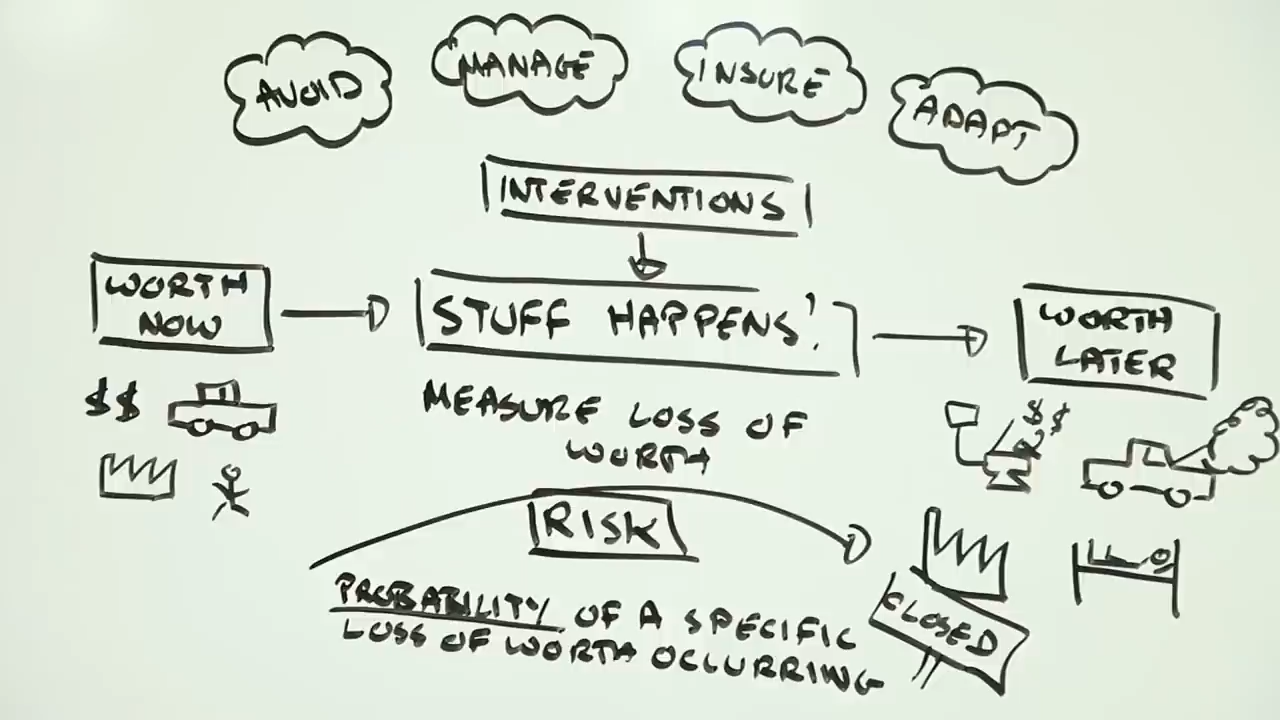 AVOID
MANAGE
INSURE
ADAPT
INTERVENTIONS
WORTH
NOW
STUFF HAPPENS!
WORTH
LATER
$$
MEASURE LOSS OF
WORTH
$$
RISK
PROBABILITY OF A SPECIFIC
LOSS OF WORTH OCCURRING
CLOSED